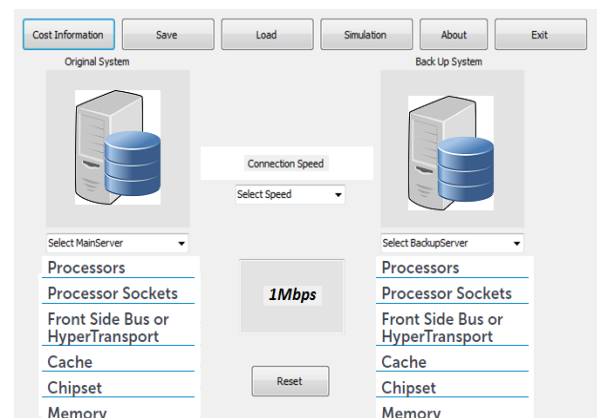 Cost Information Save Load Simulation About Exit
Original System Back Up System
Connection Speed
Select Speed
Select MainServer Select BackupServer
Processors Processors
Processor Sockets 1Mbps Processor Sockets
Front Side Bus or Front Side Bus or
HyperTransport HyperTransport
Cache Cache
Chipset Reset Chipset
Memory Memory